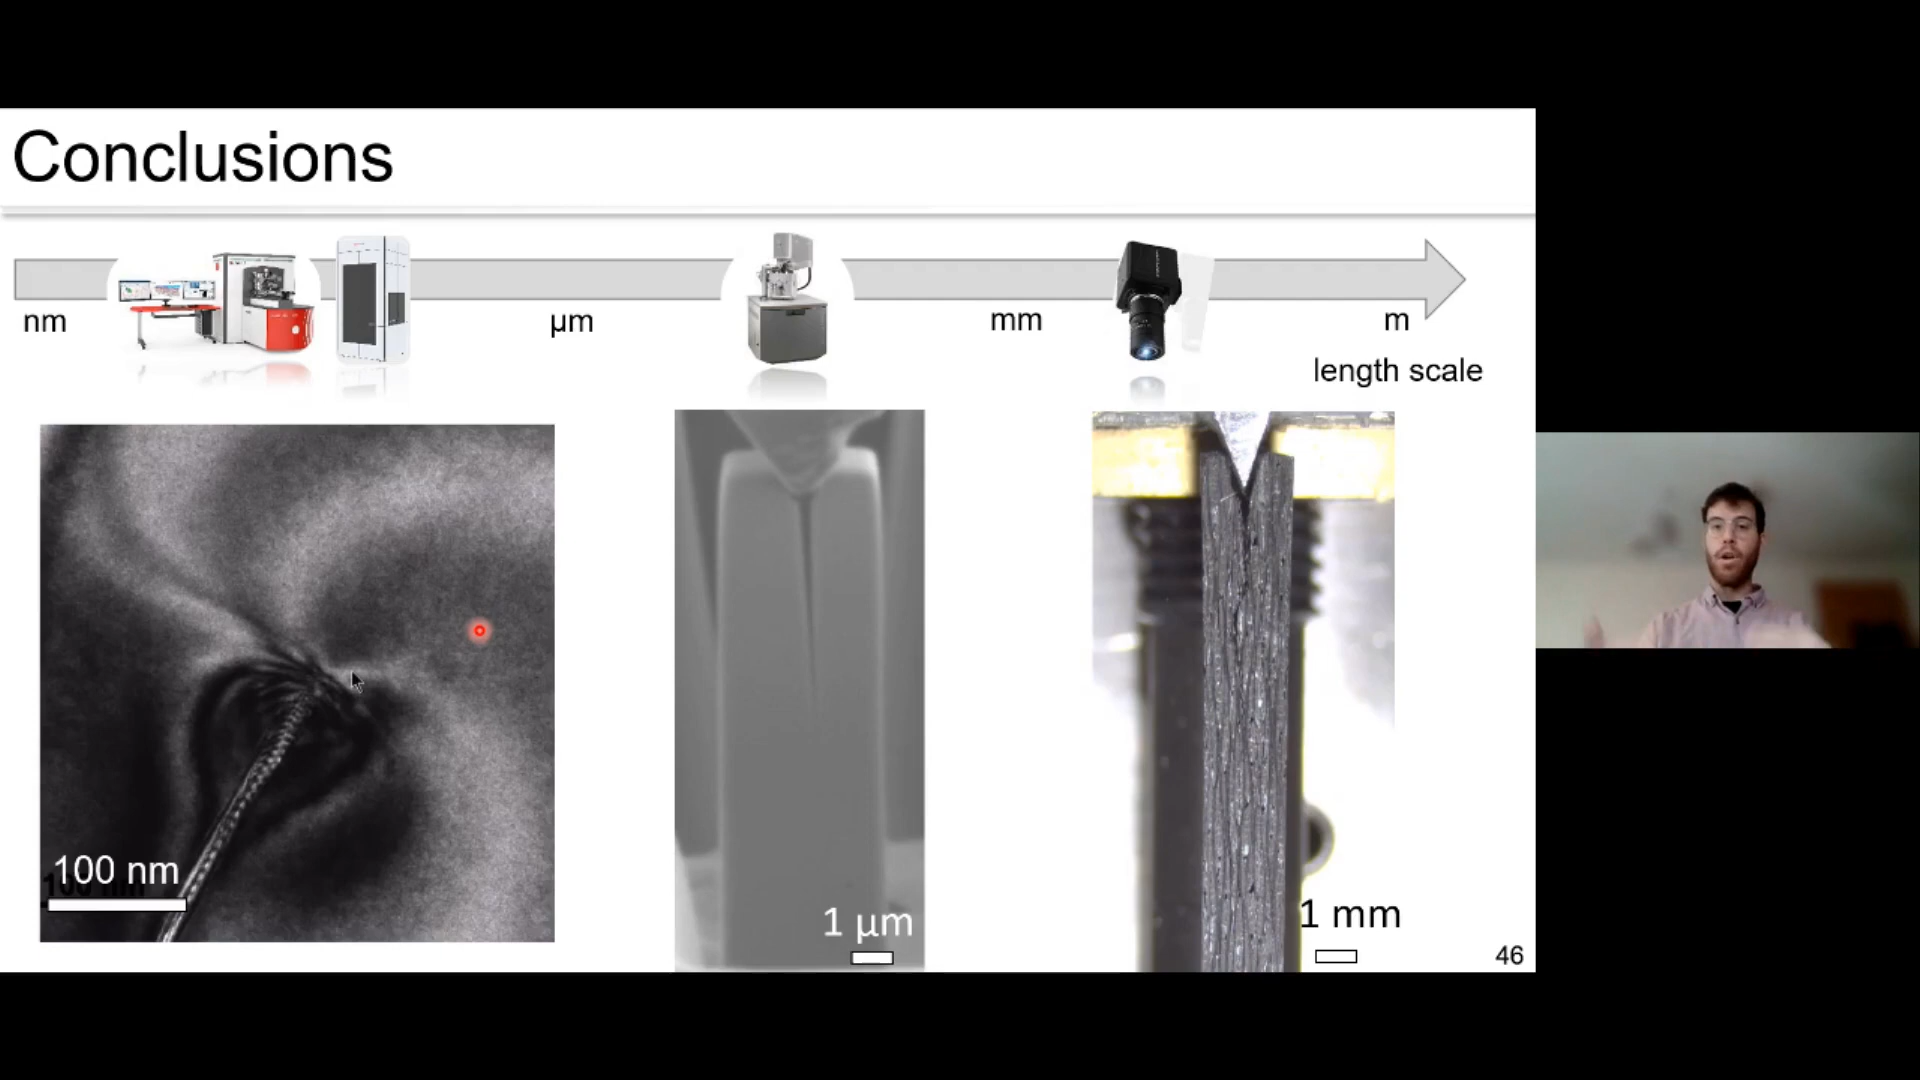 Conclusions
nm
μm
mm
m
length scale
100 nm
1 μm
1 mm
46